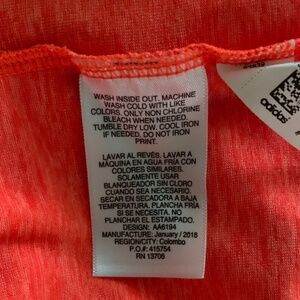 WASH INSIDE OUT. MACHINE
WASH COLD WITH LIKE
COLORS. ONLY NON CHLORINE
BLEACH WHEN NEEDED.
TUMBLE DRY LOW. COOL IRON
IF NEEDED. DO NOT IRON
PRINT.
LAVAR AL REVÉS. LAVAR A
MÁQUINA EN AGUA FRÍA CON
COLORES SIMILARES.
SOLAMENTE USAR
BLANQUEADOR SIN CLORO
CUANDO SEA NECESARIO.
SECAR EN SECADORA A BAJA
TEMPERATURA. PLANCHA FRÍA
SI SE NECESITA. NO
PLANCHAR EL ESTAMPADO.
DESIGN: AA6194
MANUFACTURE: January / 2016
REGION/CITY: Colombo
P.O.#: 415754
RN 13706
adidas